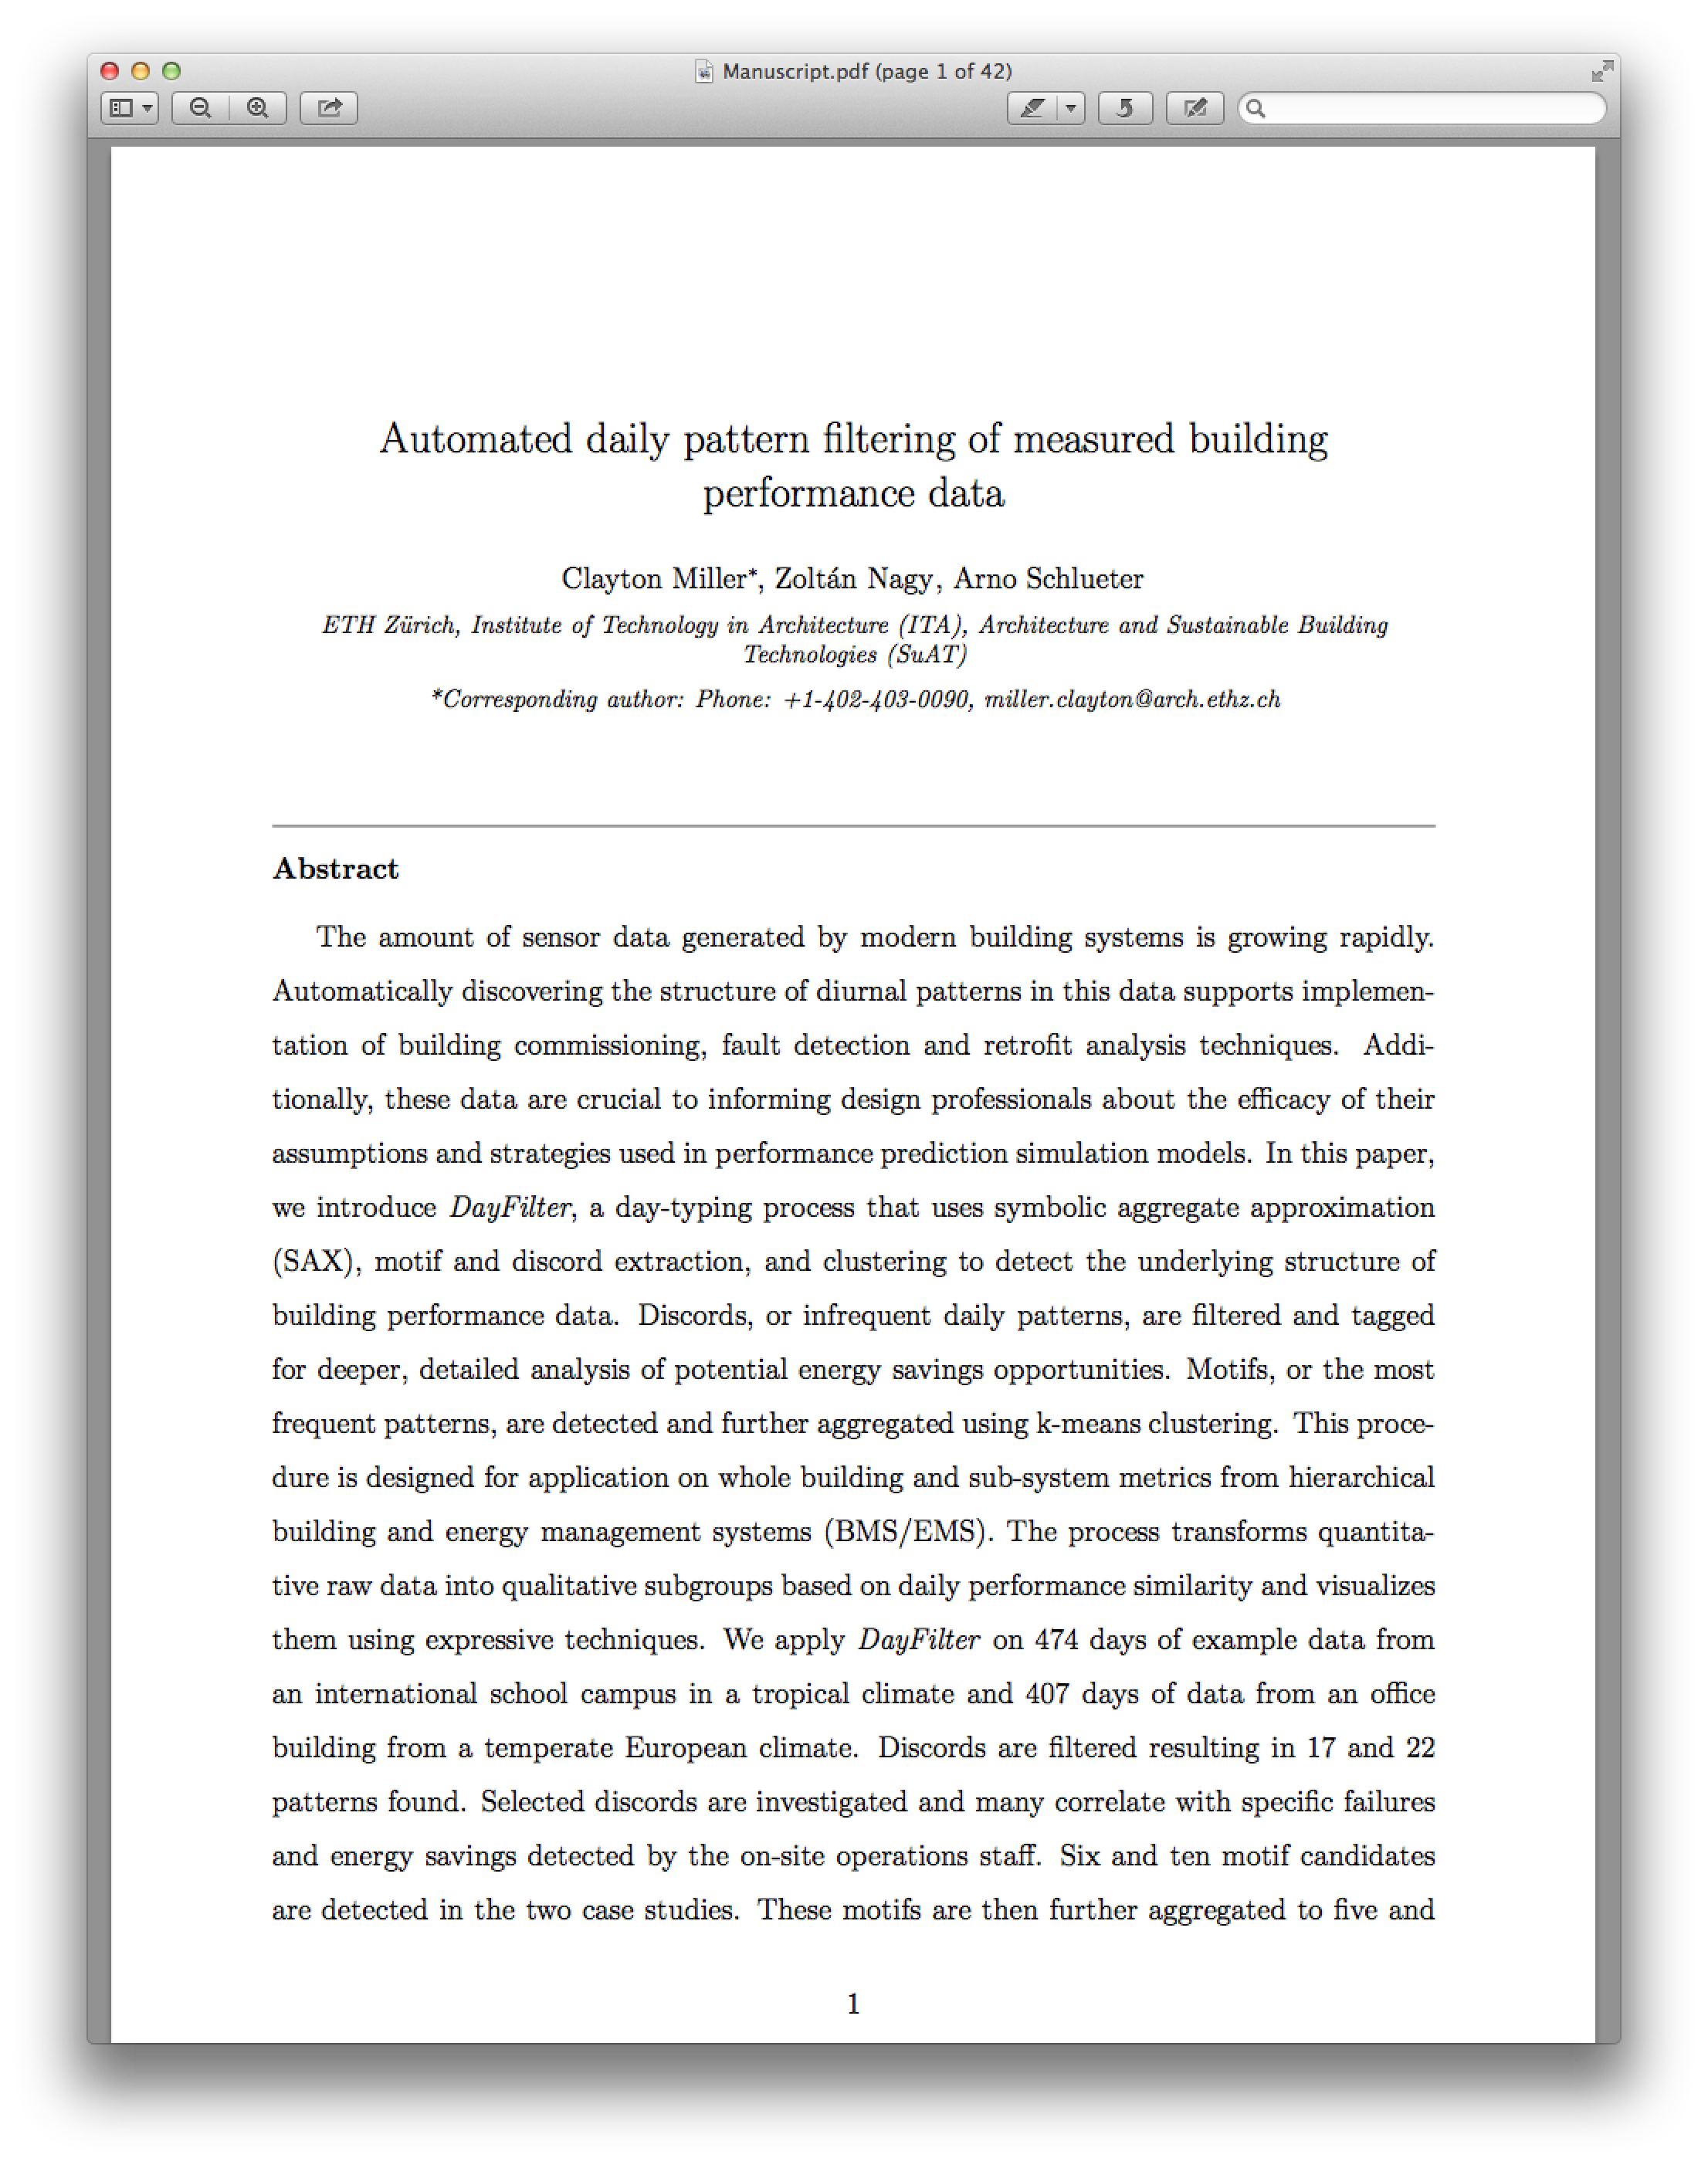 Manuscript.pdf (page 1 of 42)
Automated daily pattern filtering of measured building
performance data
Clayton Miller*, Zoltán Nagy, Arno Schlueter
ETH Zürich, Institute of Technology in Architecture (ITA), Architecture and Sustainable Building
Technologies (SuAT)
*Corresponding author: Phone: +1-402-403-0090, miller.clayton@arch.ethz.ch
Abstract
The amount of sensor data generated by modern building systems is growing rapidly.
Automatically discovering the structure of diurnal patterns in this data supports implemen-
tation of building commissioning, fault detection and retrofit analysis techniques. Addi-
tionally, these data are crucial to informing design professionals about the efficacy of their
assumptions and strategies used in performance prediction simulation models. In this paper,
we introduce DayFilter, a day-typing process that uses symbolic aggregate approximation
(SAX), motif and discord extraction, and clustering to detect the underlying structure of
building performance data. Discords, or infrequent daily patterns, are filtered and tagged
for deeper, detailed analysis of potential energy savings opportunities. Motifs, or the most
frequent patterns, are detected and further aggregated using k-means clustering. This proce-
dure is designed for application on whole building and sub-system metrics from hierarchical
building and energy management systems (BMS/EMS). The process transforms quantita-
tive raw data into qualitative subgroups based on daily performance similarity and visualizes
them using expressive techniques. We apply DayFilter on 474 days of example data from
an international school campus in a tropical climate and 407 days of data from an office
building from a temperate European climate. Discords are filtered resulting in 17 and 22
patterns found. Selected discords are investigated and many correlate with specific failures
and energy savings detected by the on-site operations staff. Six and ten motif candidates
are detected in the two case studies. These motifs are then further aggregated to five and
1